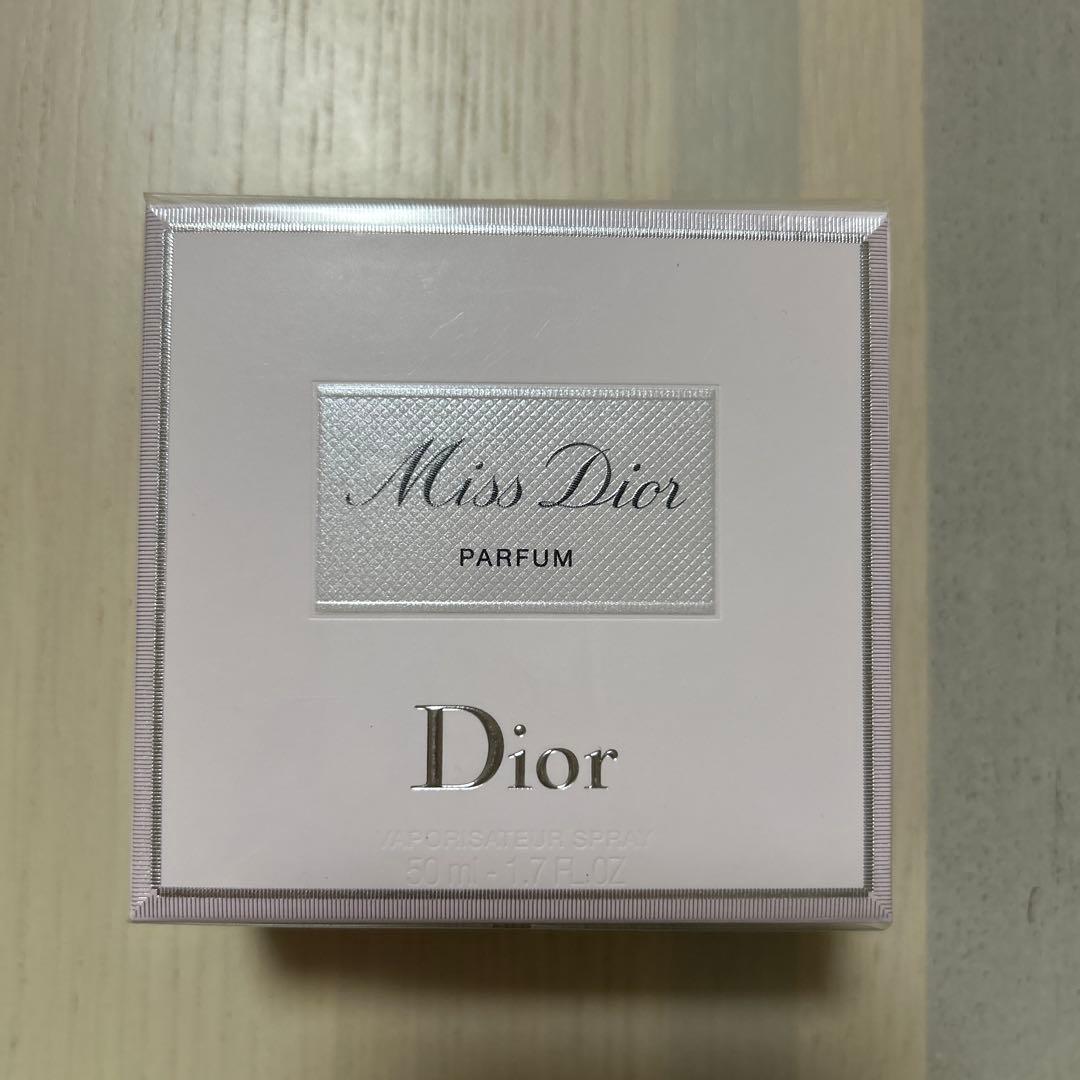 Miss Dior
PARFUM
Dior
VAPORISATEUR SPRAY
50 ml - 1.7 FL.OZ